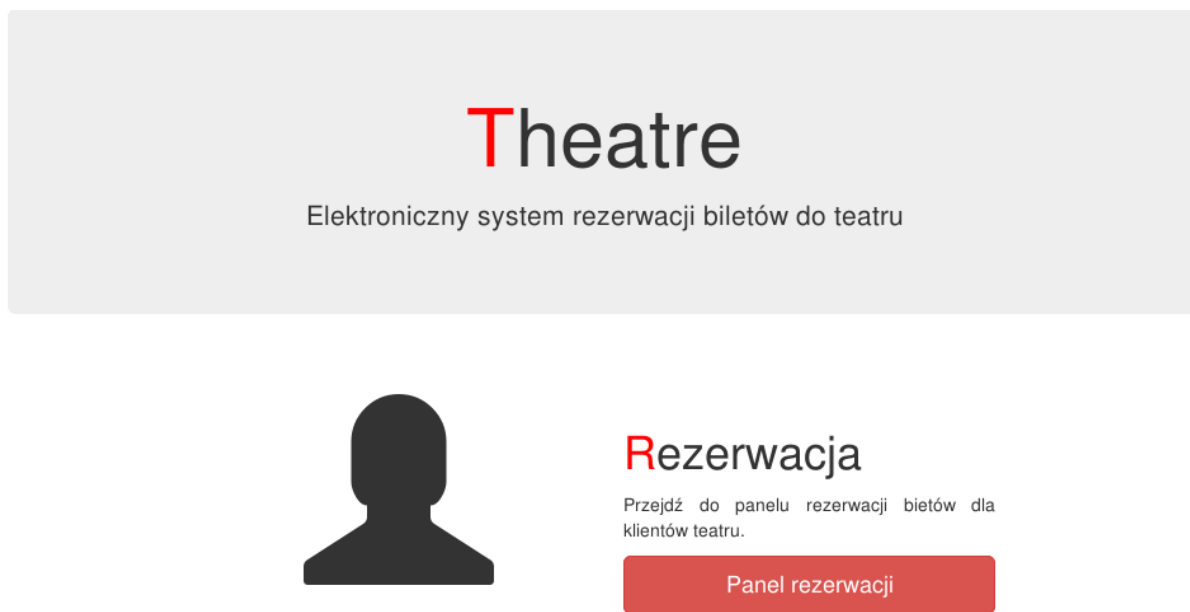 Theatre
Elektroniczny system rezerwacji biletów do teatru
Rezerwacja
Przejdź do panelu rezerwacji bietów dla
klientów teatru.
Panel rezerwacji